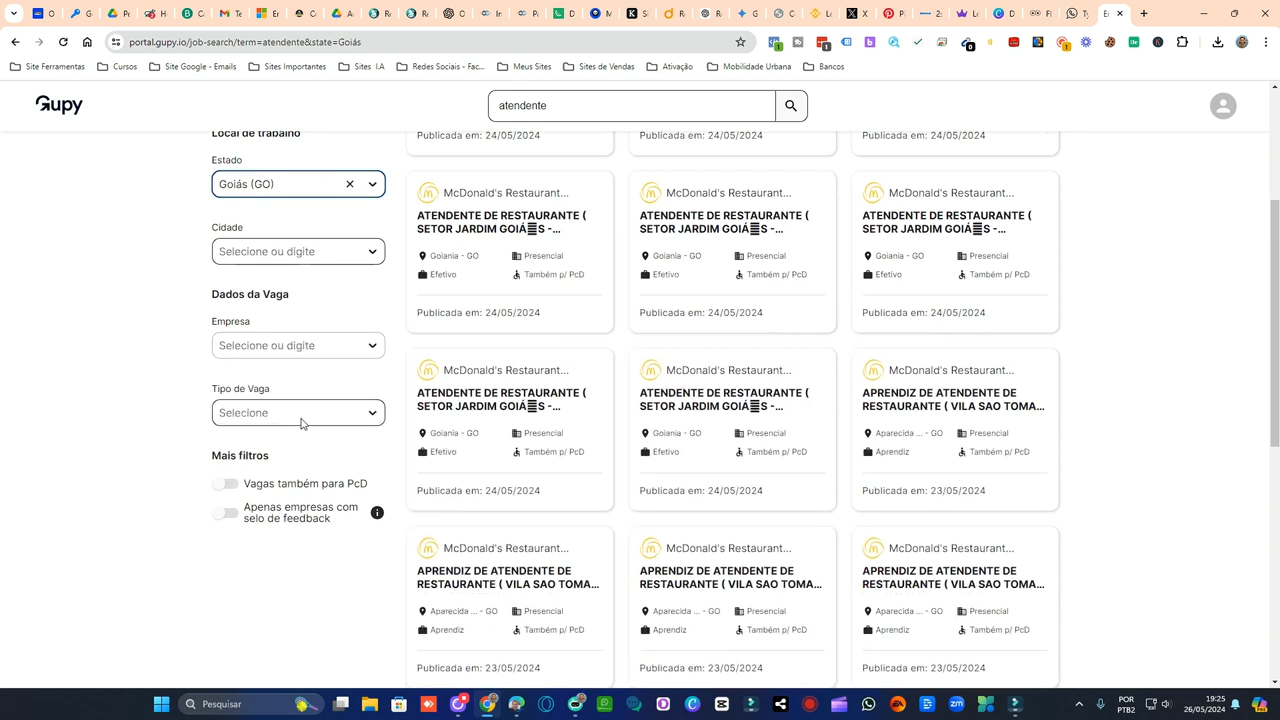 portal.gupy.io/job-search/term=atendente&state=Goiás
Site Ferramentas
Cursos
Site Google - Emails
Sites Importantes
Sites I.A
Redes Sociais - Fac...
Meus Sites
Sites de Vendas
Ativação
Mobilidade Urbana
Bancos
Gupy
atendente
Local de trabalho
Estado
Goiás (GO)
Cidade
Selecione ou digite
Dados da Vaga
Empresa
Selecione ou digite
Tipo de Vaga
Selecione
Mais filtros
Vagas também para PcD
Apenas empresas com
selo de feedback
Publicada em: 24/05/2024
Publicada em: 24/05/2024
Publicada em: 24/05/2024
McDonald's Restaurant...
ATENDENTE DE RESTAURANTE (
SETOR JARDIM GOIÁS -...
Goiania - GO
Presencial
Efetivo
Também p/ PcD
Publicada em: 24/05/2024
McDonald's Restaurant...
ATENDENTE DE RESTAURANTE (
SETOR JARDIM GOIÁS -...
Goiania - GO
Presencial
Efetivo
Também p/ PcD
Publicada em: 24/05/2024
McDonald's Restaurant...
ATENDENTE DE RESTAURANTE (
SETOR JARDIM GOIÁS -...
Goiania - GO
Presencial
Efetivo
Também p/ PcD
Publicada em: 24/05/2024
McDonald's Restaurant...
ATENDENTE DE RESTAURANTE (
SETOR JARDIM GOIÁS -...
Goiania - GO
Presencial
Efetivo
Também p/ PcD
Publicada em: 24/05/2024
McDonald's Restaurant...
ATENDENTE DE RESTAURANTE (
SETOR JARDIM GOIÁS -...
Goiania - GO
Presencial
Efetivo
Também p/ PcD
Publicada em: 24/05/2024
McDonald's Restaurant...
APRENDIZ DE ATENDENTE DE
RESTAURANTE ( VILA SAO TOMA...
Aparecida ... - GO
Presencial
Aprendiz
Também p/ PcD
Publicada em: 23/05/2024
McDonald's Restaurant...
APRENDIZ DE ATENDENTE DE
RESTAURANTE ( VILA SAO TOMA...
Aparecida ... - GO
Presencial
Aprendiz
Também p/ PcD
Publicada em: 23/05/2024
McDonald's Restaurant...
APRENDIZ DE ATENDENTE DE
RESTAURANTE ( VILA SAO TOMA...
Aparecida ... - GO
Presencial
Aprendiz
Também p/ PcD
Publicada em: 23/05/2024
McDonald's Restaurant...
APRENDIZ DE ATENDENTE DE
RESTAURANTE ( VILA SAO TOMA...
Aparecida ... - GO
Presencial
Aprendiz
Também p/ PcD
Publicada em: 23/05/2024
Pesquisar
POR
PTB2
19:25
26/05/2024